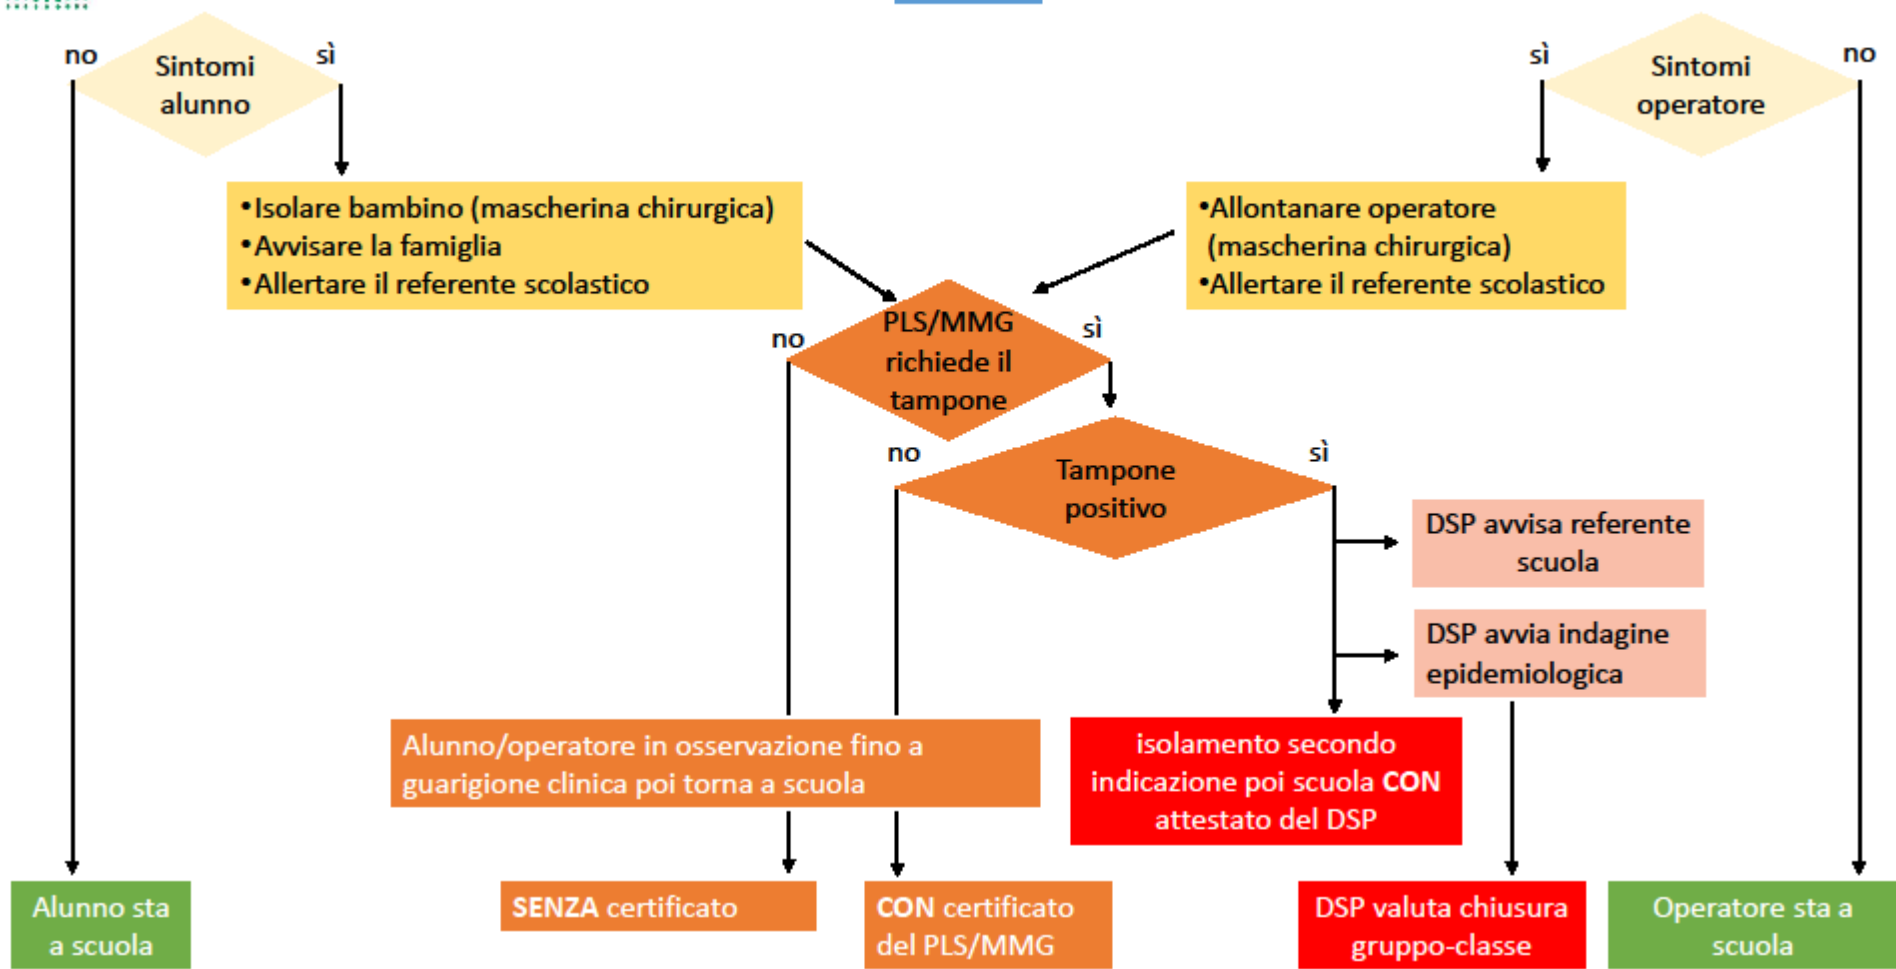 no
Sintomi
alunno
sì
sì
Sintomi
operatore
no
•Isolare bambino (mascherina chirurgica)
•Avvisare la famiglia
•Allertare il referente scolastico
•Allontanare operatore
(mascherina chirurgica)
•Allertare il referente scolastico
no
PLS/MMG
richiede il
tampone
sì
no
Tampone
positivo
sì
DSP avvisa referente
scuola
DSP avvia indagine
epidemiologica
Alunno/operatore in osservazione fino a
guarigione clinica poi torna a scuola
isolamento secondo
indicazione poi scuola CON
attestato del DSP
Alunno sta
a scuola
SENZA certificato
CON certificato
del PLS/MMG
DSP valuta chiusura
gruppo-classe
Operatore sta a
scuola